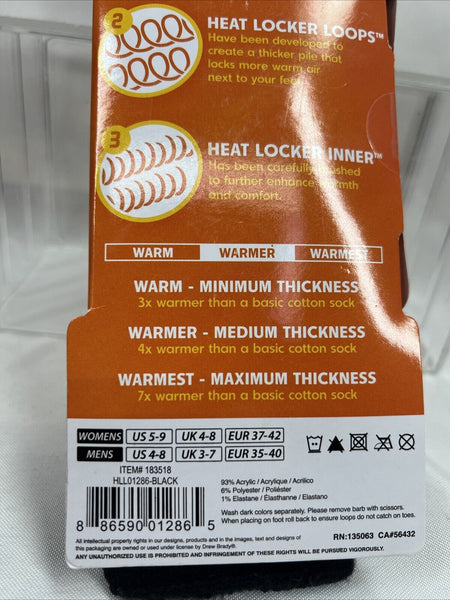 2
HEAT LOCKER LOOPS™
Have been developed to
create a thicker pile that
locks more warm air
next to your feet
3
HEAT LOCKER INNER™
Has been carefully brushed
to further enhance warmth
and comfort.
WARM WARMER WARMEST
WARM - MINIMUM THICKNESS
3x warmer than a basic cotton sock
WARMER - MEDIUM THICKNESS
4x warmer than a basic cotton sock
WARMEST - MAXIMUM THICKNESS
7x warmer than a basic cotton sock
WOMENS US 5-9 UK 4-8 EUR 37-42
MENS US 4-8 UK 3-7 EUR 35-40
ITEM# 183518
HLL01286-BLACK
8 86590 01286 5
93% Acrylic / Acrylique / Acrilico
6% Polyester / Poliéster
1% Elastane / Élasthanne / Elastano
Wash dark colors separately. Please remove barb with scissors.
When placing on foot roll back to ensure loops do not catch on toes.
RN:135063 CA#56432
All intellectual property rights in our designs, products and in the images, text and designs of
this packaging are owned or used under license by Drew Brady®.
ANY UNAUTHORIZED USE IS PROHIBITED AND INFRINGEMENT OF THESE RIGHTS WILL BE PURSUED VIGOROUSLY.